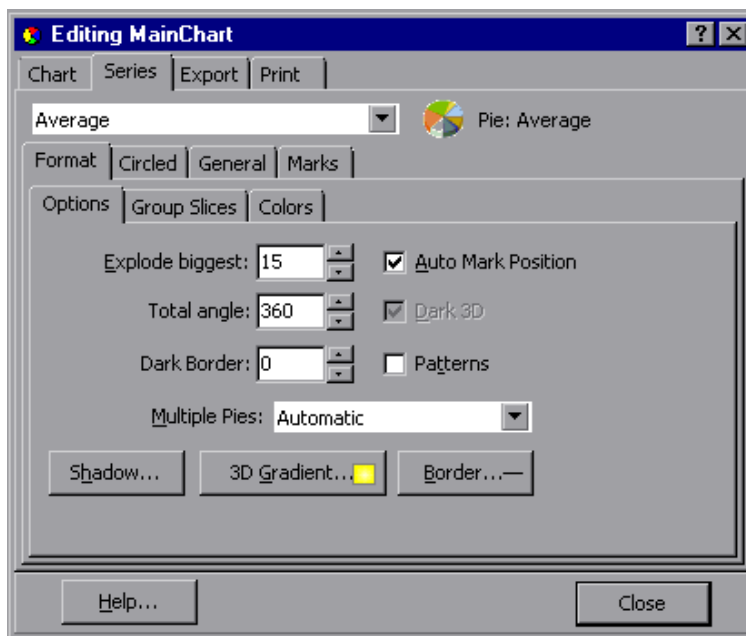 Editing MainChart
Chart Series Export Print
Average Pie: Average
Format Circled General Marks
Options Group Slices Colors
Explode biggest: 15 Auto Mark Position
Total angle: 360 Dark 3D
Dark Border: 0 Patterns
Multiple Pies: Automatic
Shadow... 3D Gradient... Border...
Help... Close